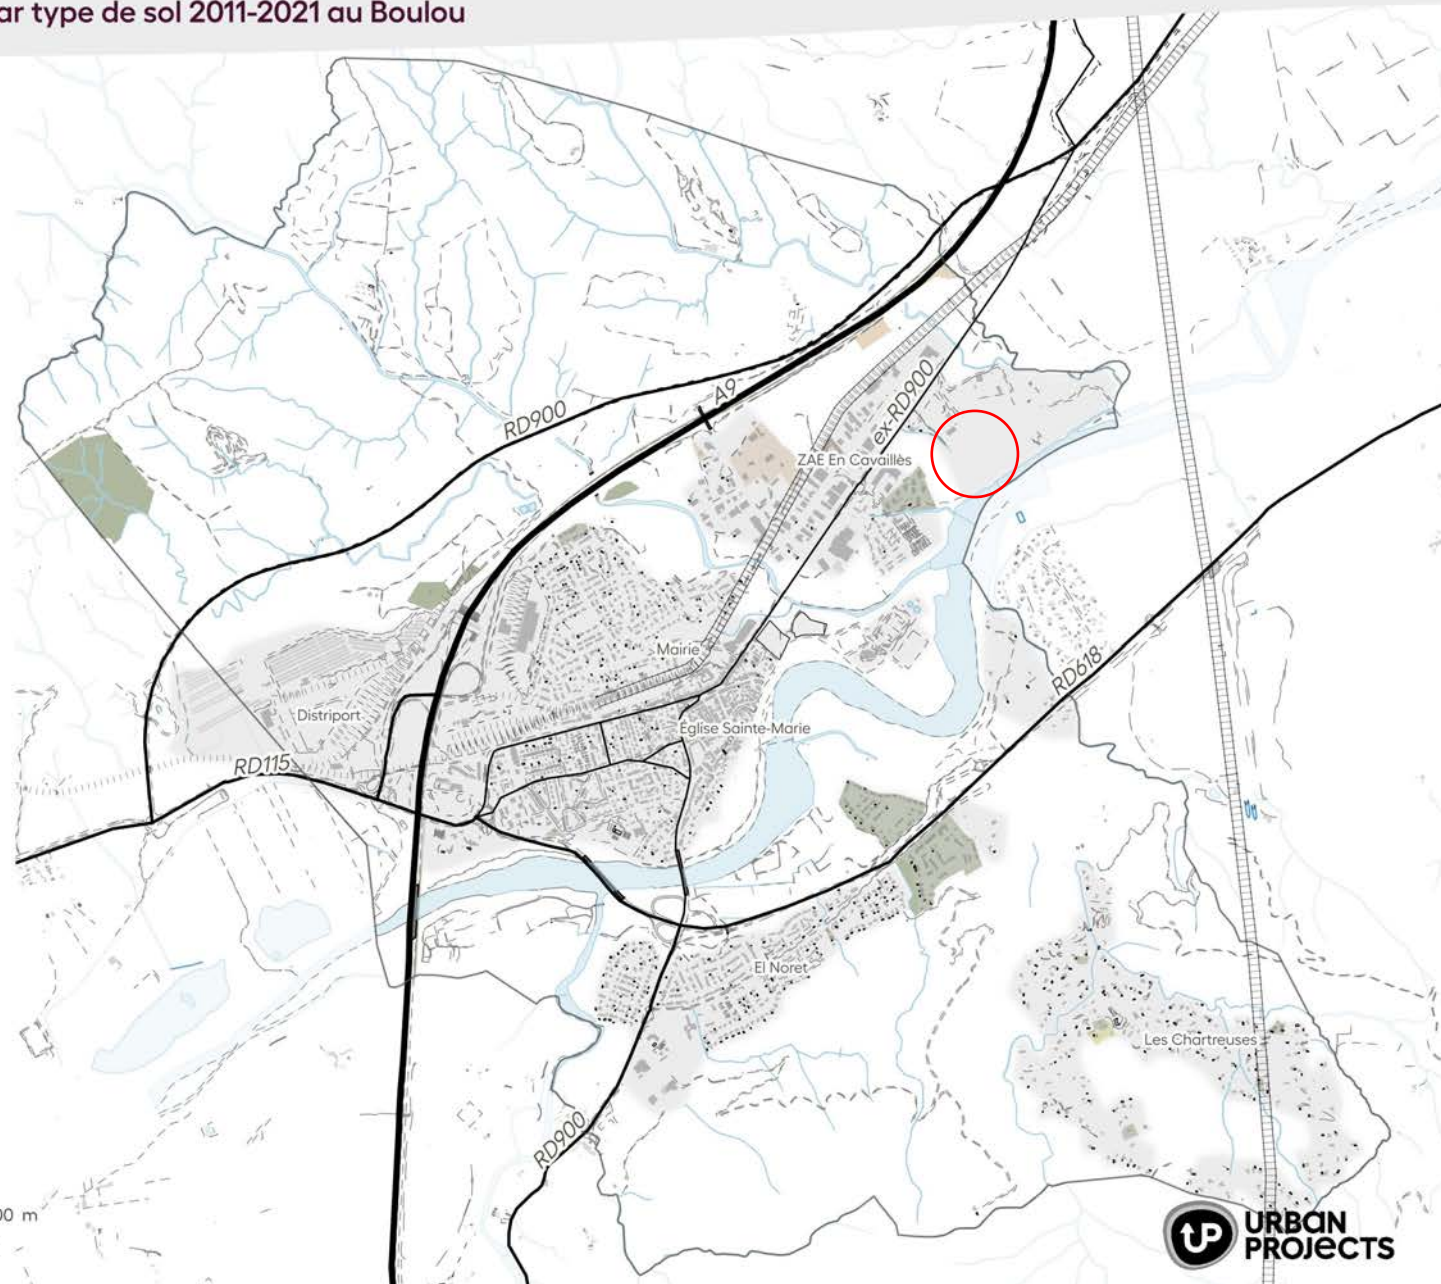 ar type de sol 2011-2021 au Boulou
A9
RD900
ex-RD900
ZAE En Cavaillès
Mairie
RD618
Distriport
Église Sainte-Marie
RD115
El Noret
Les Chartreuses
RD900
00 m
UP URBAN
PROJECTS